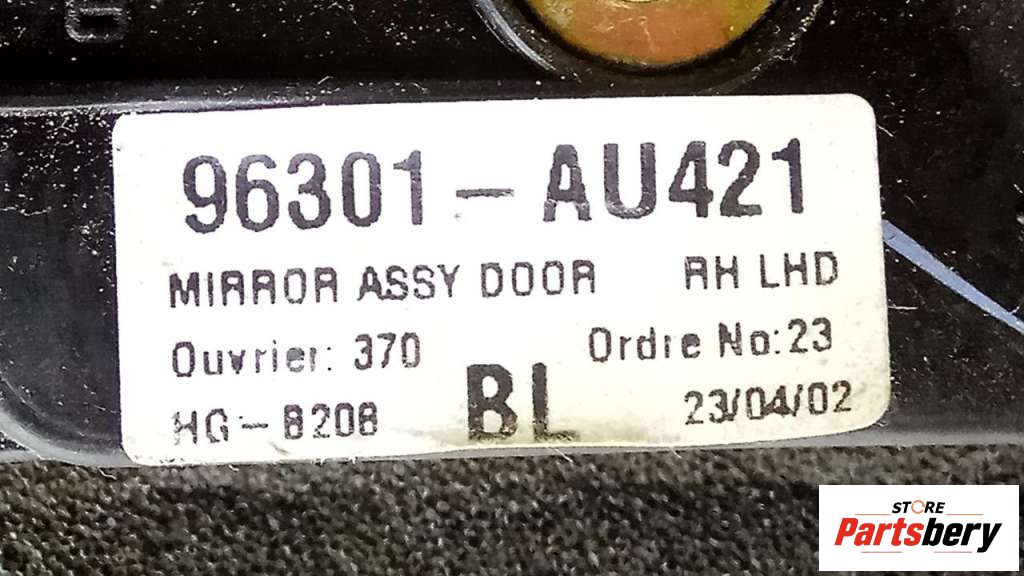 96301-AU421
MIRROR ASSY DOOR RH LHD
Ouvrier: 370 Ordre No:23
HG-8208 BL 23/04/02
STORE
Partsbery